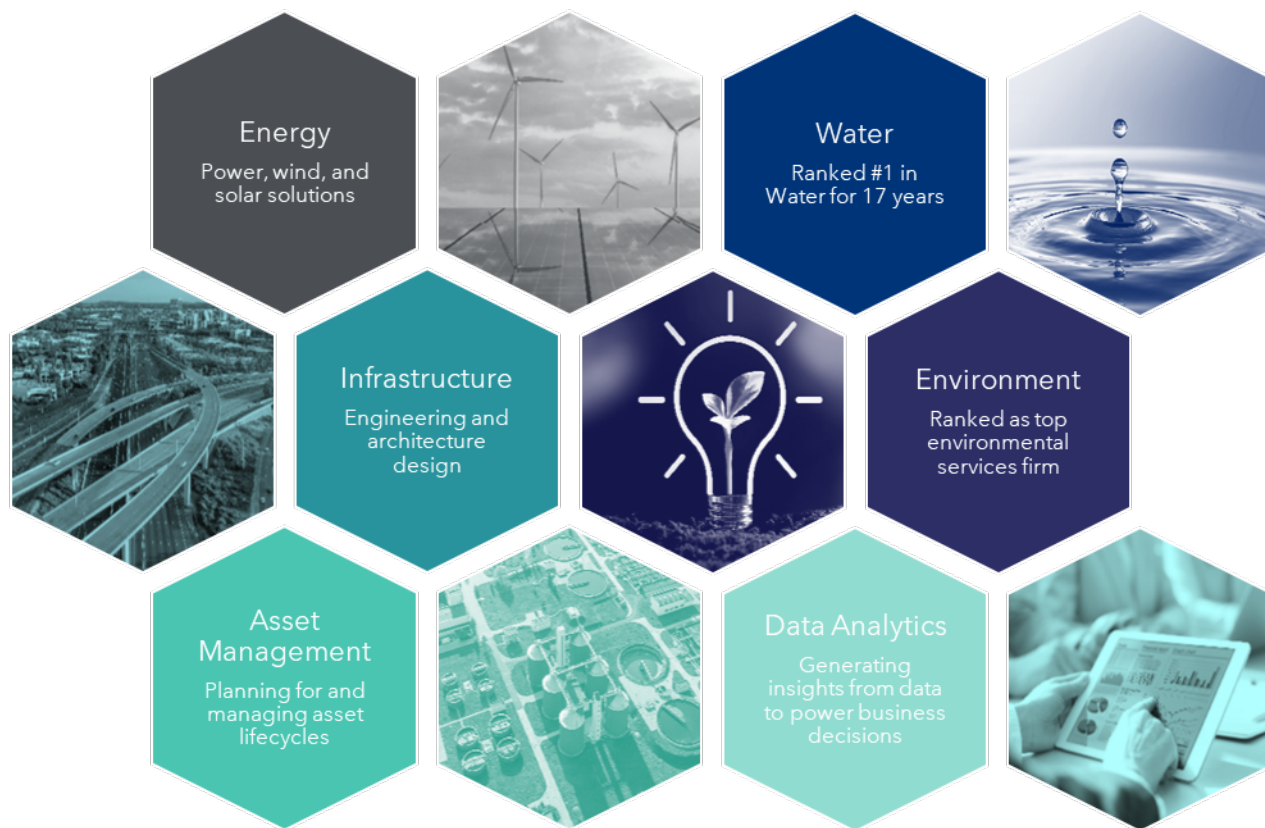 Energy
Power, wind, and
solar solutions
Water
Ranked #1 in
Water for 17 years
Infrastructure
Engineering and
architecture
design
Environment
Ranked as top
environmental
services firm
Asset
Management
Planning for and
managing asset
lifecycles
Data Analytics
Generating
insights from data
to power business
decisions